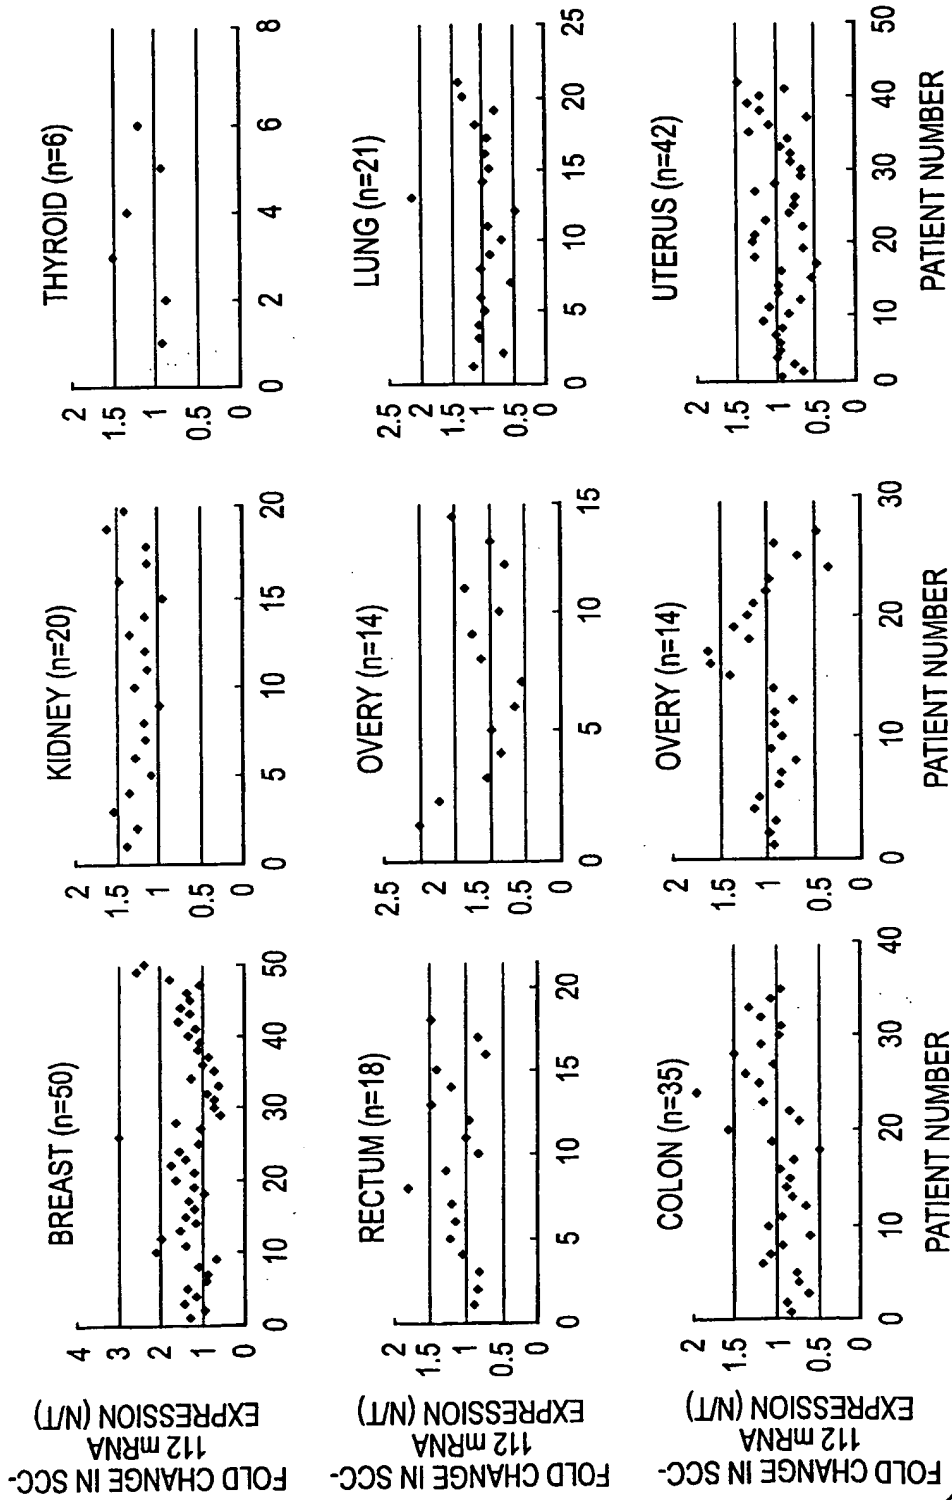 FOLD CHANGE IN SCC-
112 mRNA
EXPRESSION (N/T)
BREAST (n=50)
4
3
2
1
0
0 10 20 30 40 50
KIDNEY (n=20)
2
1.5
1
0.5
0
0 5 10 15 20
THYROID (n=6)
2
1.5
1
0.5
0
0 2 4 6 8
FOLD CHANGE IN SCC-
112 mRNA
EXPRESSION (N/T)
RECTUM (n=18)
2
1.5
1
0.5
0
0 5 10 15 20
OVERY (n=14)
2.5
2
1.5
1
0.5
0
0 5 10 15
LUNG (n=21)
2.5
2
1.5
1
0.5
0
0 5 10 15 20 25
FOLD CHANGE IN SCC-
112 mRNA
EXPRESSION (N/T)
COLON (n=35)
2
1.5
1
0.5
0
0 10 20 30 40
PATIENT NUMBER
OVERY (n=14)
2
1.5
1
0.5
0
0 10 20 30
PATIENT NUMBER
UTERUS (n=42)
2
1.5
1
0.5
0
0 10 20 30 40 50
PATIENT NUMBER